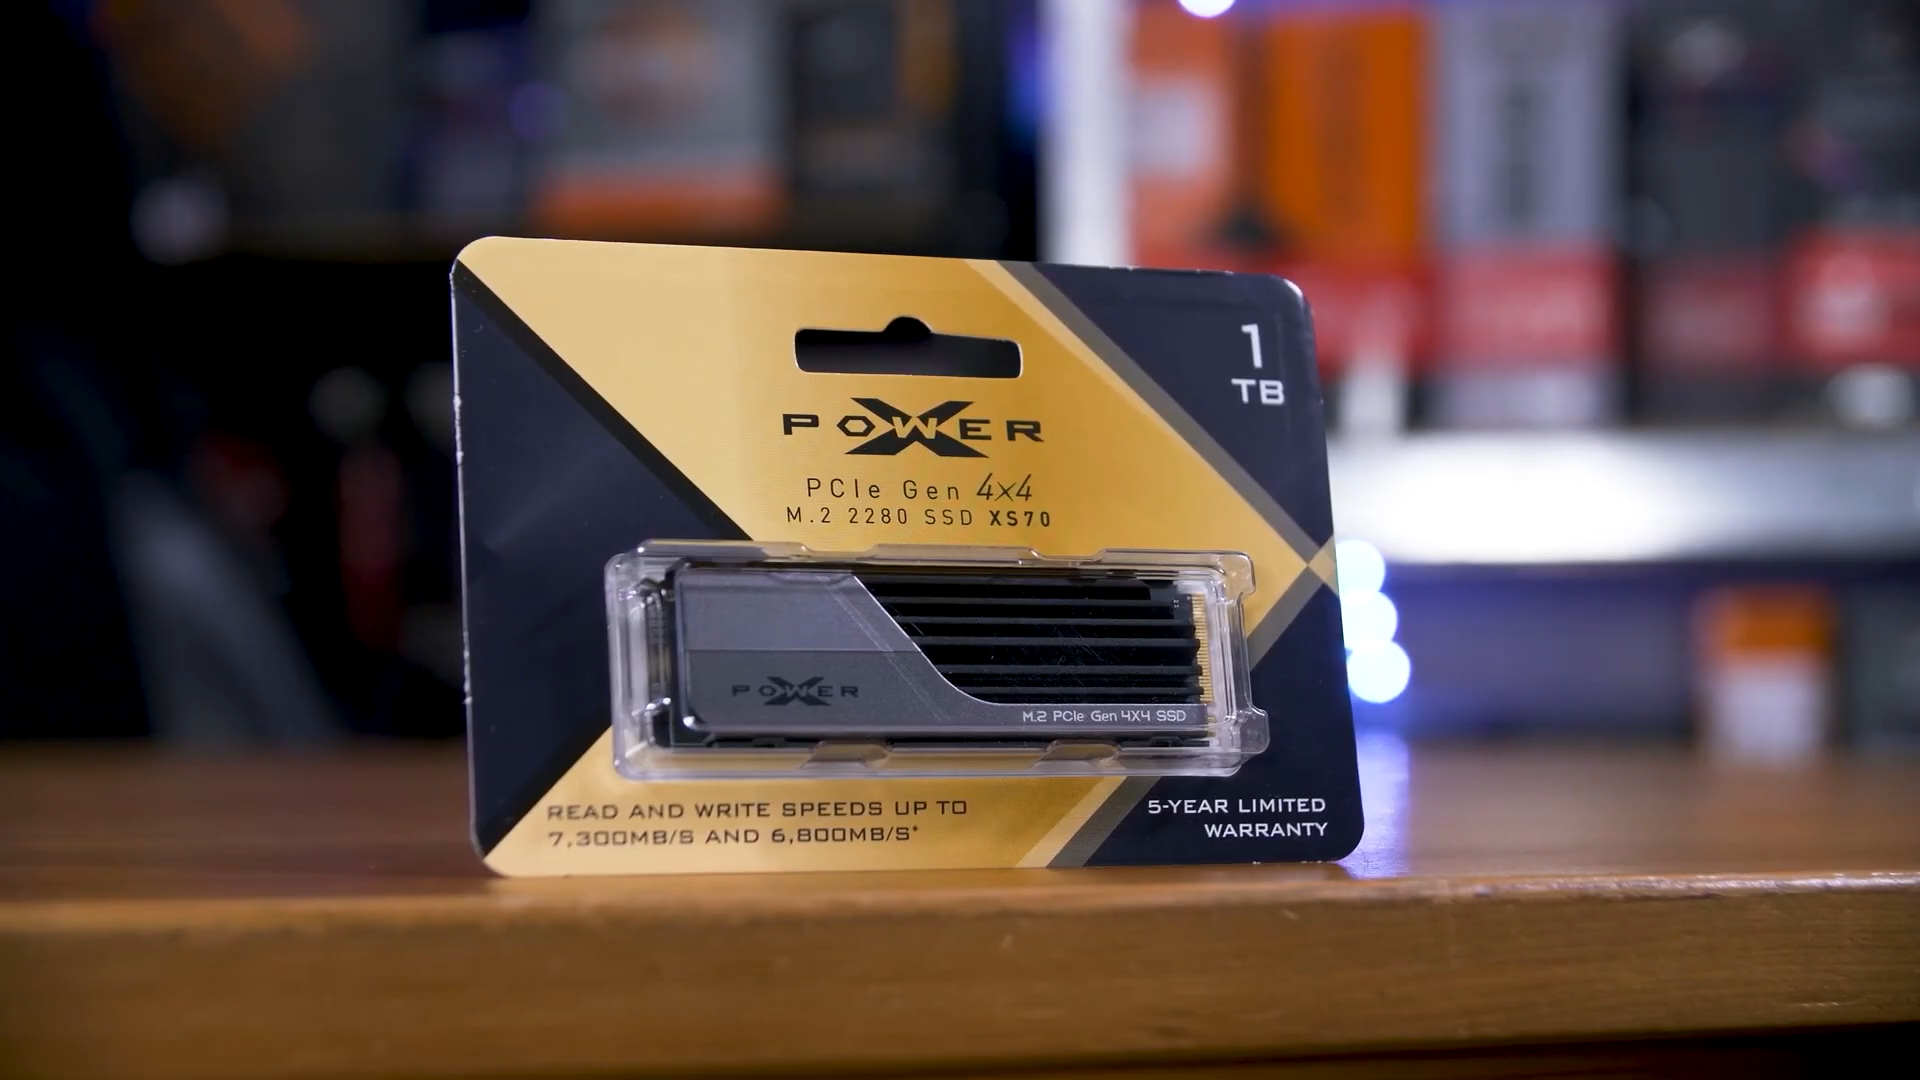 1
TB
POWER
PCIe Gen 4x4
M.2 2280 SSD XS70
POWER
M.2 PCIe Gen 4X4 SSD
READ AND WRITE SPEEDS UP TO
7,300MB/S AND 6,800MB/S*
5-YEAR LIMITED
WARRANTY